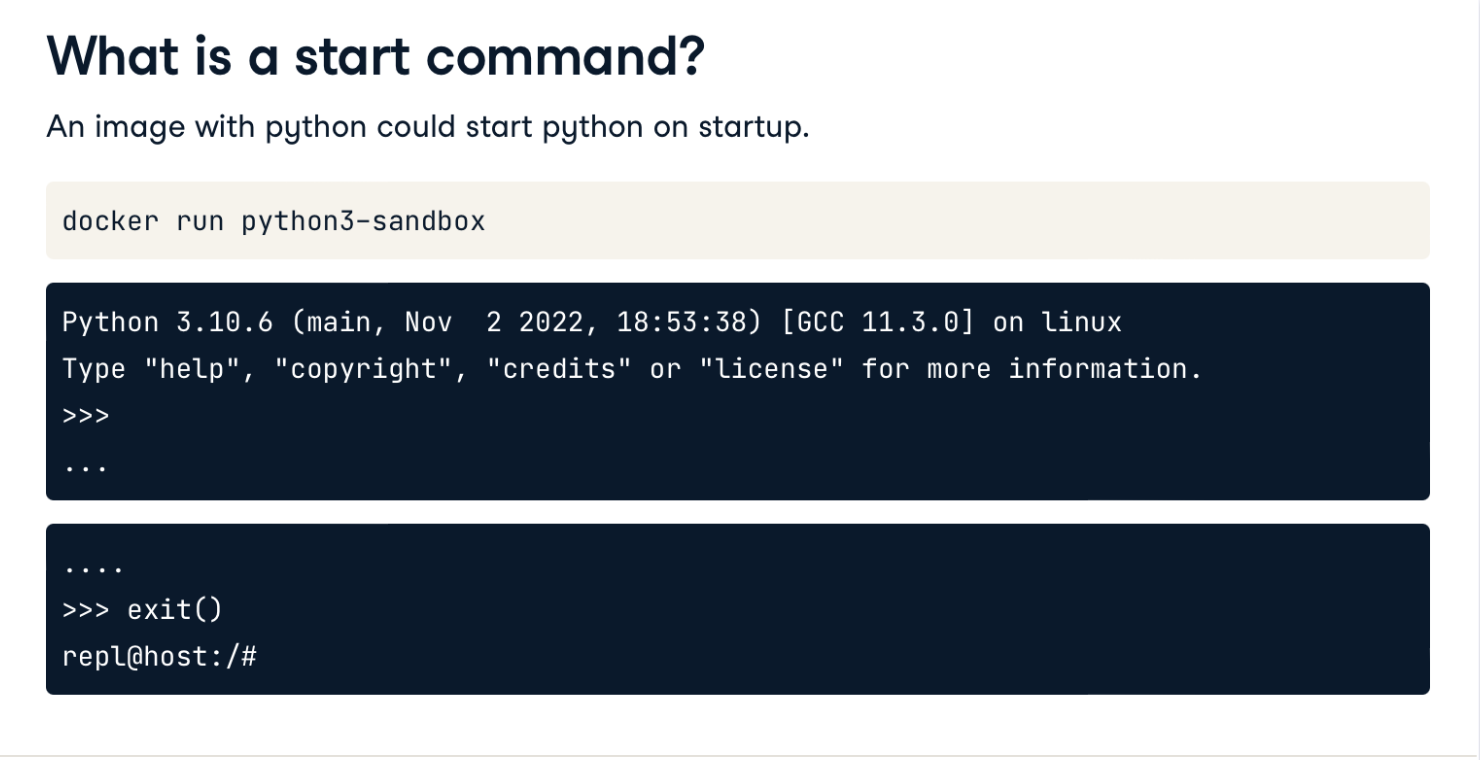 What is a start command?
An image with python could start python on startup.
docker run python3-sandbox
Python 3.10.6 (main, Nov  2 2022, 18:53:38) [GCC 11.3.0] on linux
Type "help", "copyright", "credits" or "license" for more information.
>>>
...
....
>>> exit()
repl@host:/#